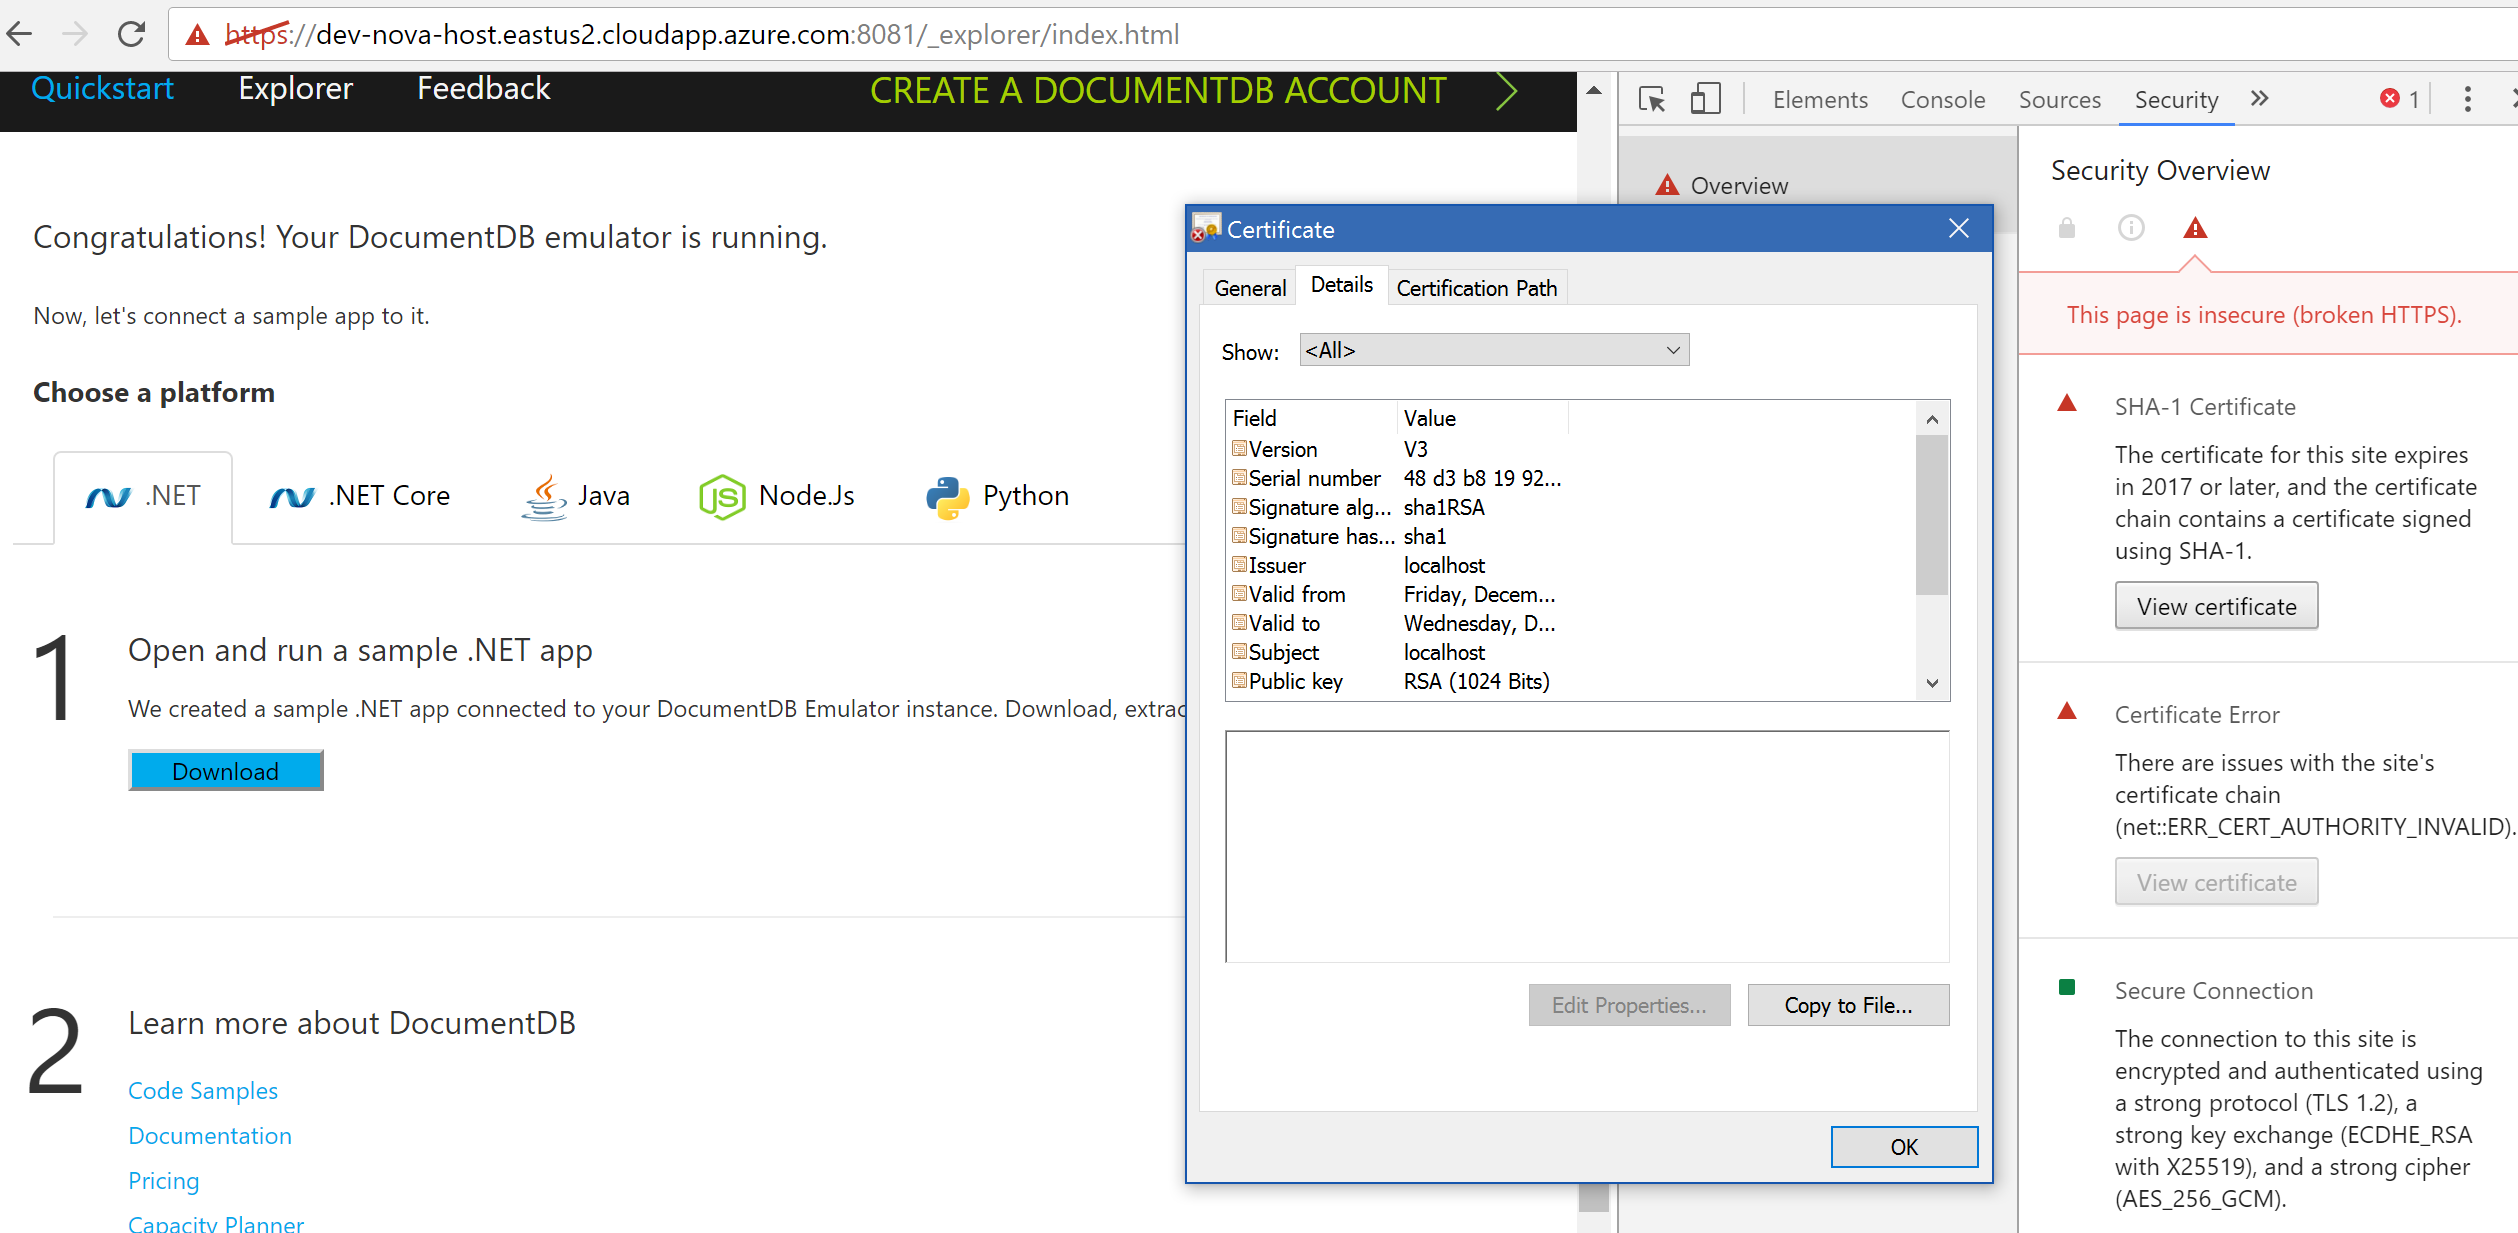 https://dev-nova-host.eastus2.cloudapp.azure.com:8081/_explorer/index.html
Quickstart Explorer Feedback CREATE A DOCUMENTDB ACCOUNT
Congratulations! Your DocumentDB emulator is running.
Now, let's connect a sample app to it.
Choose a platform
.NET .NET Core Java JS Node.Js Python
1
Open and run a sample .NET app
We created a sample .NET app connected to your DocumentDB Emulator instance. Download, extrac
Download
2
Learn more about DocumentDB
Code Samples
Documentation
Pricing
Capacity Planner
Certificate
General Details Certification Path
Show: <All>
Field Value
Version V3
Serial number 48 d3 b8 19 92...
Signature alg... sha1RSA
Signature has... sha1
Issuer localhost
Valid from Friday, Decem...
Valid to Wednesday, D...
Subject localhost
Public key RSA (1024 Bits)
Edit Properties... Copy to File...
OK
Elements Console Sources Security 1
Overview
Security Overview
This page is insecure (broken HTTPS).
SHA-1 Certificate
The certificate for this site expires
in 2017 or later, and the certificate
chain contains a certificate signed
using SHA-1.
View certificate
Certificate Error
There are issues with the site's
certificate chain
(net::ERR_CERT_AUTHORITY_INVALID).
View certificate
Secure Connection
The connection to this site is
encrypted and authenticated using
a strong protocol (TLS 1.2), a
strong key exchange (ECDHE_RSA
with X25519), and a strong cipher
(AES_256_GCM).